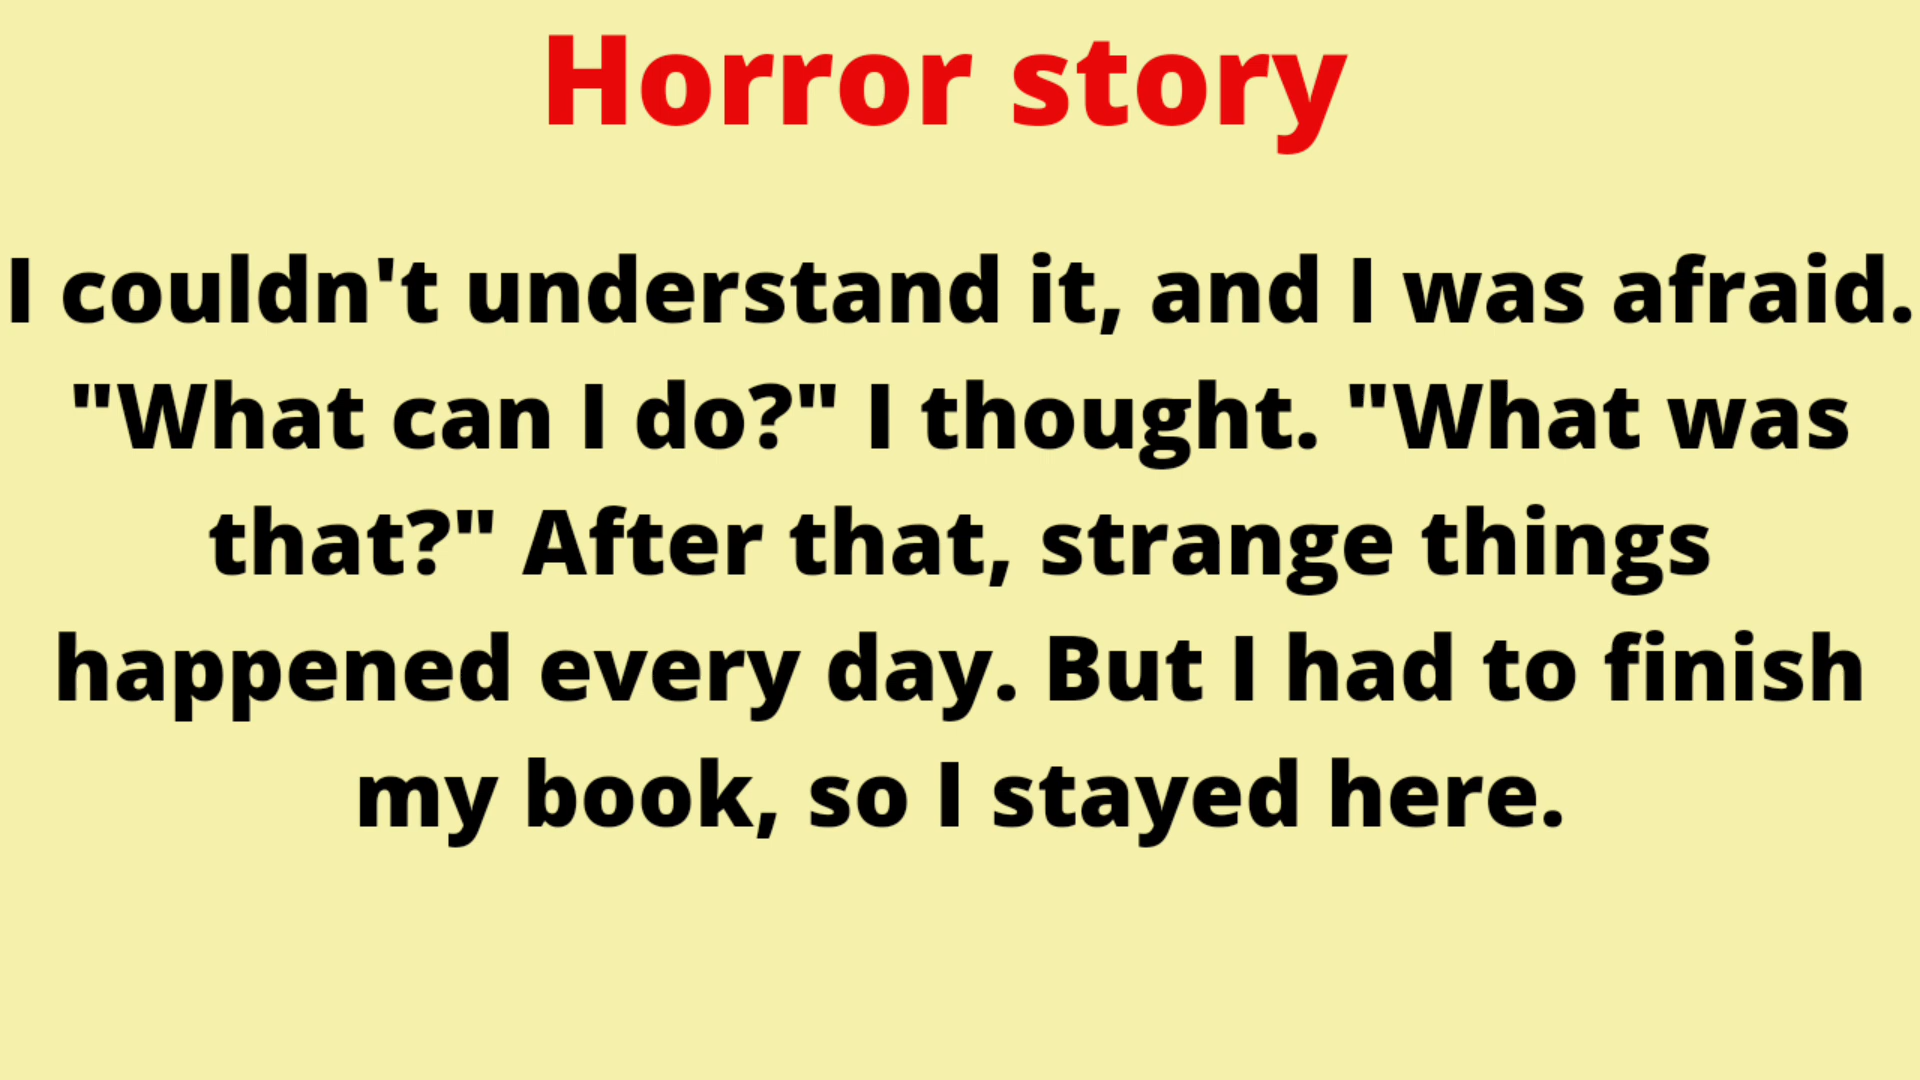 Horror story
I couldn't understand it, and I was afraid.
"What can I do?" I thought. "What was
that?" After that, strange things
happened every day. But I had to finish
my book, so I stayed here.